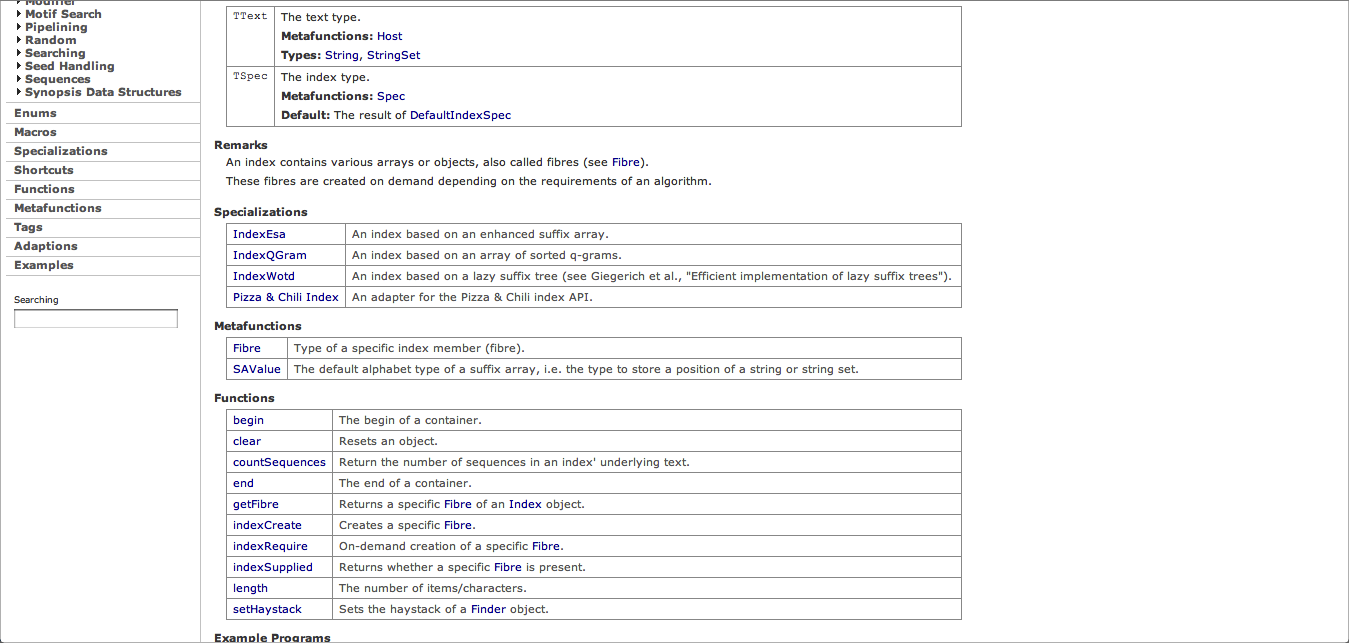 Modifier
Motif Search
Pipelining
Random
Searching
Seed Handling
Sequences
Synopsis Data Structures
Enums
Macros
Specializations
Shortcuts
Functions
Metafunctions
Tags
Adaptions
Examples
Searching
TText The text type.
Metafunctions: Host
Types: String, StringSet
TSpec The index type.
Metafunctions: Spec
Default: The result of DefaultIndexSpec
Remarks
An index contains various arrays or objects, also called fibres (see Fibre).
These fibres are created on demand depending on the requirements of an algorithm.
Specializations
IndexEsa An index based on an enhanced suffix array.
IndexQGram An index based on an array of sorted q-grams.
IndexWotd An index based on a lazy suffix tree (see Giegerich et al., "Efficient implementation of lazy suffix trees").
Pizza & Chili Index An adapter for the Pizza & Chili index API.
Metafunctions
Fibre Type of a specific index member (fibre).
SAValue The default alphabet type of a suffix array, i.e. the type to store a position of a string or string set.
Functions
begin The begin of a container.
clear Resets an object.
countSequences Return the number of sequences in an index' underlying text.
end The end of a container.
getFibre Returns a specific Fibre of an Index object.
indexCreate Creates a specific Fibre.
indexRequire On-demand creation of a specific Fibre.
indexSupplied Returns whether a specific Fibre is present.
length The number of items/characters.
setHaystack Sets the haystack of a Finder object.
Example Programs